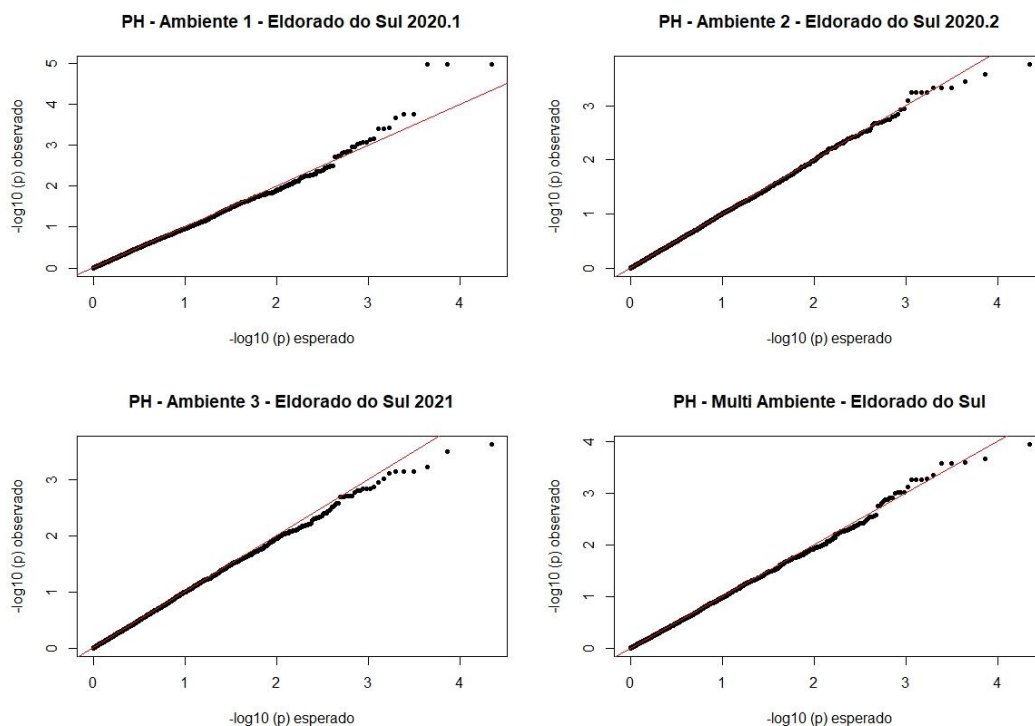 PH - Ambiente 1 - Eldorado do Sul 2020.1
-log10 (p) observado
5
4
3
2
1
0
0 1 2 3 4
-log10 (p) esperado
PH - Ambiente 2 - Eldorado do Sul 2020.2
-log10 (p) observado
3
2
1
0
0 1 2 3 4
-log10 (p) esperado
PH - Ambiente 3 - Eldorado do Sul 2021
-log10 (p) observado
3
2
1
0
0 1 2 3 4
-log10 (p) esperado
PH - Multi Ambiente - Eldorado do Sul
-log10 (p) observado
4
3
2
1
0
0 1 2 3 4
-log10 (p) esperado